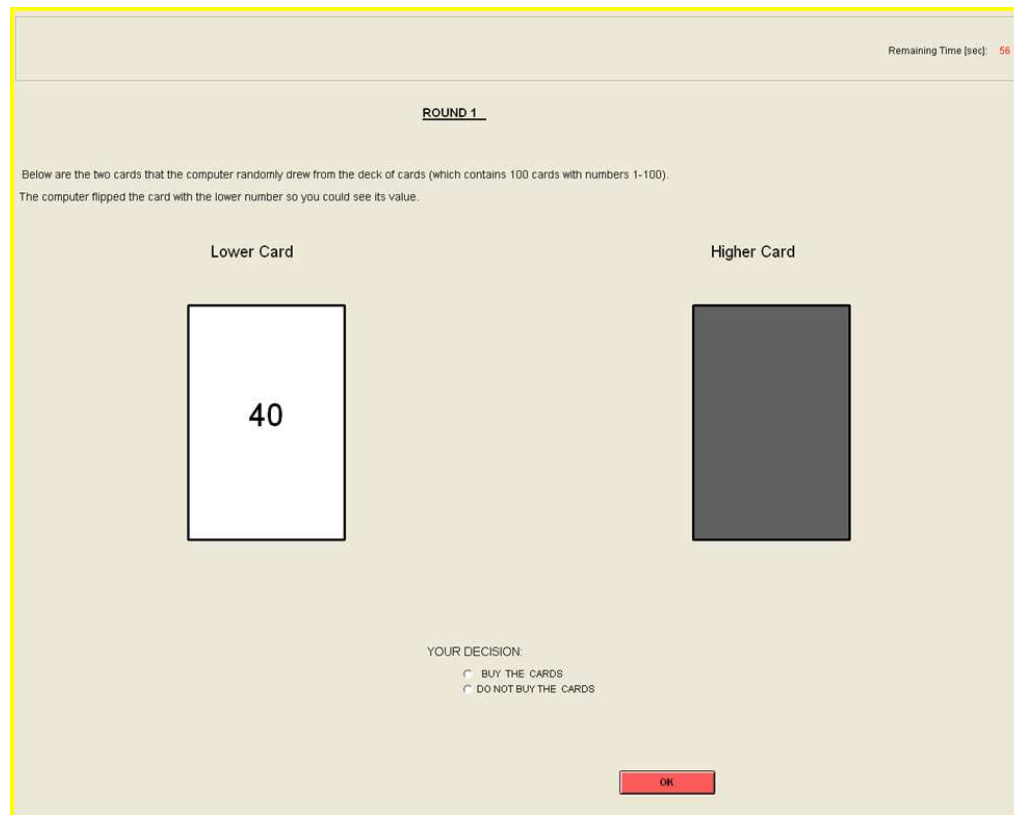 Remaining Time [sec]: 56
ROUND 1
Below are the two cards that the computer randomly drew from the deck of cards (which contains 100 cards with numbers 1-100).
The computer flipped the card with the lower number so you could see its value.
Lower Card Higher Card
40
YOUR DECISION:
BUY THE CARDS
DO NOT BUY THE CARDS
OK